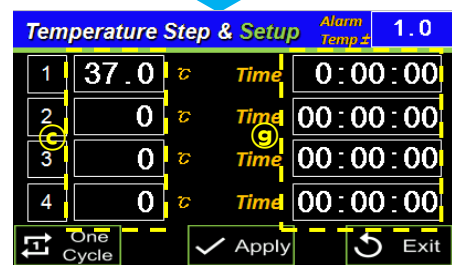 Temperature Step & Setup Alarm Temp± 1.0
1 37.0 ℃ Time 0:00:00
2 0 ℃ Time 00:00:00
ⓒ ⓖ
3 0 ℃ Time 00:00:00
4 0 ℃ Time 00:00:00
1 One Cycle Apply Exit